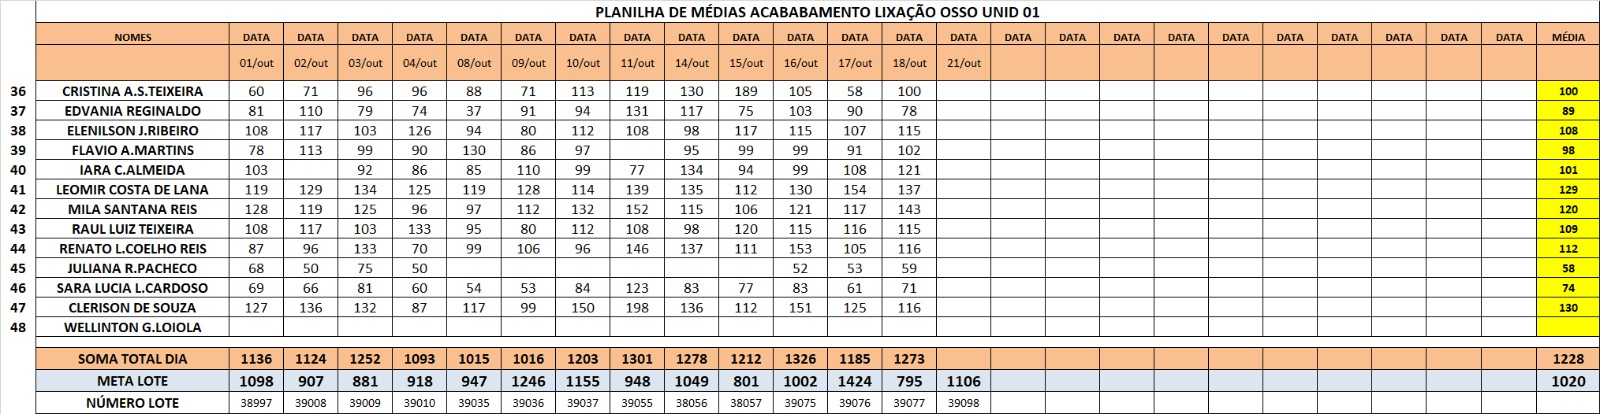 PLANILHA DE MÉDIAS ACABABAMENTO LIXAÇÃO OSSO UNID 01
NOMES DATA DATA DATA DATA DATA DATA DATA DATA DATA DATA DATA DATA DATA DATA DATA DATA DATA DATA DATA DATA DATA DATA DATA DATA MÉDIA
01/out 02/out 03/out 04/out 08/out 09/out 10/out 11/out 14/out 15/out 16/out 17/out 18/out 21/out
36 CRISTINA A.S.TEIXEIRA 60 71 96 96 88 71 113 119 130 189 105 58 100 100
37 EDVANIA REGINALDO 81 110 79 74 37 91 94 131 117 75 103 90 78 89
38 ELENILSON J.RIBEIRO 108 117 103 126 94 80 112 108 98 117 115 107 115 108
39 FLAVIO A.MARTINS 78 113 99 90 130 86 97 95 99 99 91 102 98
40 IARA C.ALMEIDA 103 92 86 85 110 99 77 134 94 99 108 121 101
41 LEOMIR COSTA DE LANA 119 129 134 125 119 128 114 139 135 112 130 154 137 129
42 MILA SANTANA REIS 128 119 125 96 97 112 132 152 115 106 121 117 143 120
43 RAUL LUIZ TEIXEIRA 108 117 103 133 95 80 112 108 98 120 115 116 115 109
44 RENATO L.COELHO REIS 87 96 133 70 99 106 96 146 137 111 153 105 116 112
45 JULIANA R.PACHECO 68 50 75 50 52 53 59 58
46 SARA LUCIA L.CARDOSO 69 66 81 60 54 53 84 123 83 77 83 61 71 74
47 CLERISON DE SOUZA 127 136 132 87 117 99 150 198 136 112 151 125 116 130
48 WELLINTON G.LOIOLA
SOMA TOTAL DIA 1136 1124 1252 1093 1015 1016 1203 1301 1278 1212 1326 1185 1273 1228
META LOTE 1098 907 881 918 947 1246 1155 948 1049 801 1002 1424 795 1106 1020
NÚMERO LOTE 38997 39008 39009 39010 39035 39036 39037 39055 38056 38057 39075 39076 39077 39098